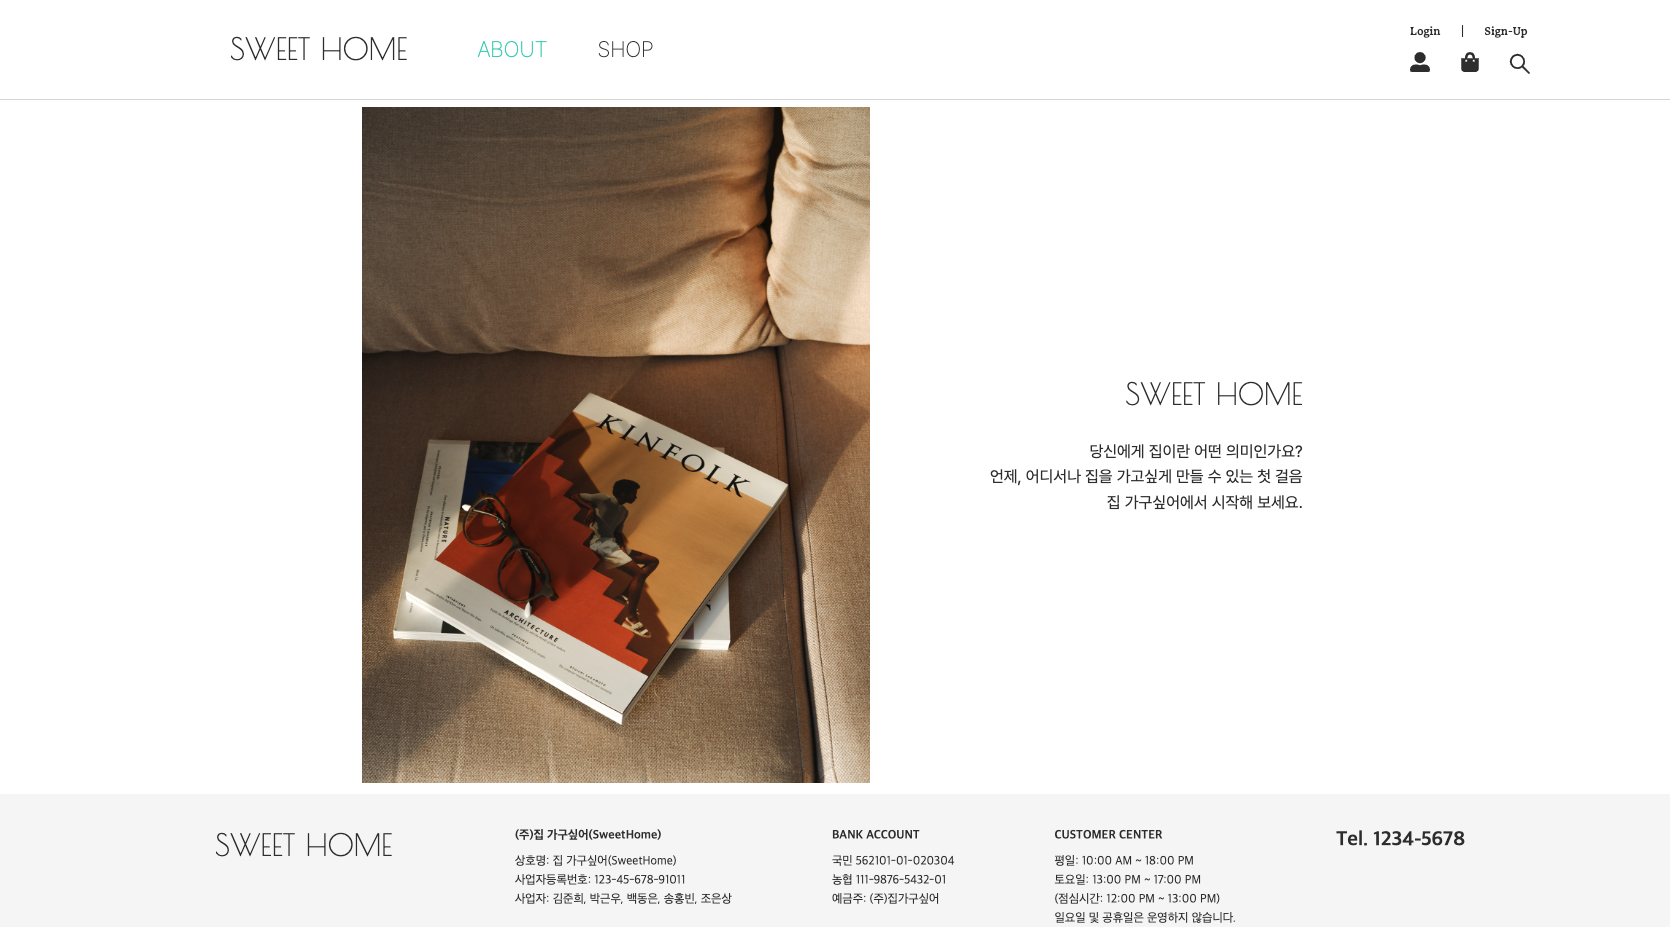 SWEET HOME
ABOUT
SHOP
Login | Sign-Up
KINFOLK
NATURE
ARCHITECTURE
SWEET HOME
당신에게 집이란 어떤 의미인가요?
언제, 어디서나 집을 가고싶게 만들 수 있는 첫 걸음
집 가구싶어에서 시작해 보세요.
SWEET HOME
(주)집 가구싶어(SweetHome)
상호명: 집 가구싶어(SweetHome)
사업자등록번호: 123-45-678-91011
사업자: 김준희, 박근우, 백동은, 송홍빈, 조은상
BANK ACCOUNT
국민 562101-01-020304
농협 111-9876-5432-01
예금주: (주)집가구싶어
CUSTOMER CENTER
평일: 10:00 AM ~ 18:00 PM
토요일: 13:00 PM ~ 17:00 PM
(점심시간: 12:00 PM ~ 13:00 PM)
일요일 및 공휴일은 운영하지 않습니다.
Tel. 1234-5678